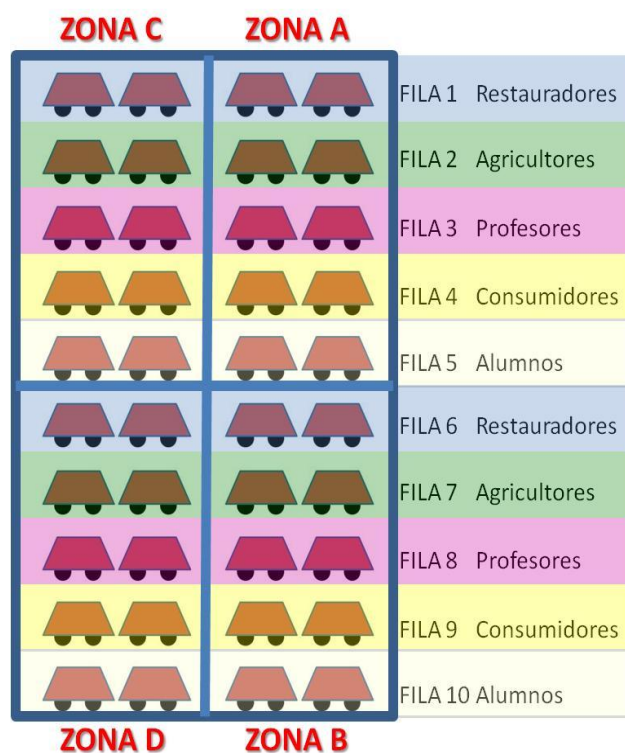 ZONA C ZONA A
FILA 1 Restauradores
FILA 2 Agricultores
FILA 3 Profesores
FILA 4 Consumidores
FILA 5 Alumnos
FILA 6 Restauradores
FILA 7 Agricultores
FILA 8 Profesores
FILA 9 Consumidores
FILA 10 Alumnos
ZONA D ZONA B